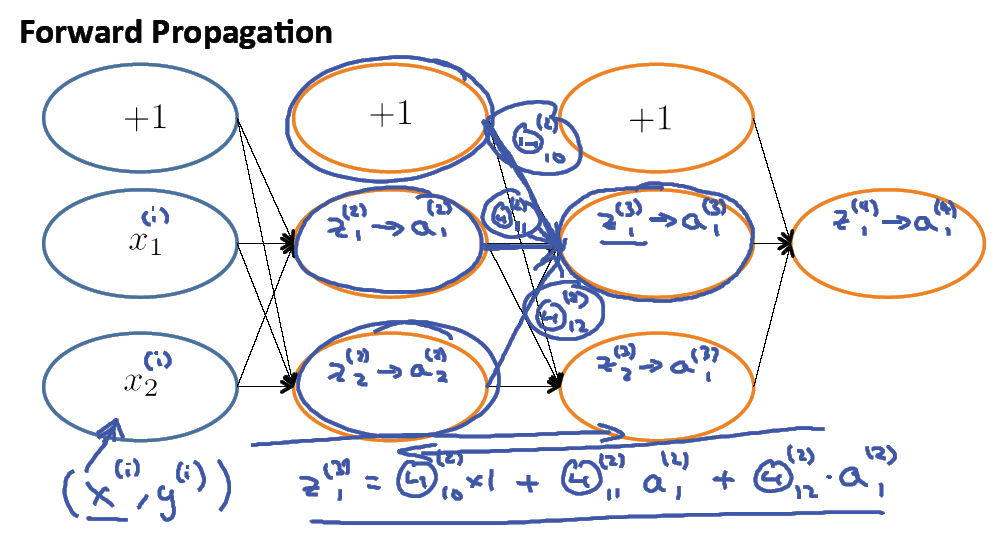 Forward Propagation
+1 +1 +1
Θ₁₀⁽²⁾
x₁⁽ⁱ⁾ z₁⁽²⁾→a₁⁽²⁾ Θ₁₁⁽²⁾ z₁⁽³⁾→a₁⁽³⁾ z₁⁽⁴⁾→a₁⁽⁴⁾
Θ₁₂⁽²⁾
x₂⁽ⁱ⁾ z₂⁽²⁾→a₂⁽²⁾ z₂⁽³⁾→a₁⁽³⁾
(x⁽ⁱ⁾, y⁽ⁱ⁾) z₁⁽³⁾ = Θ₁₀⁽²⁾×1 + Θ₁₁⁽²⁾ a₁⁽²⁾ + Θ₁₂⁽²⁾·a₁⁽²⁾